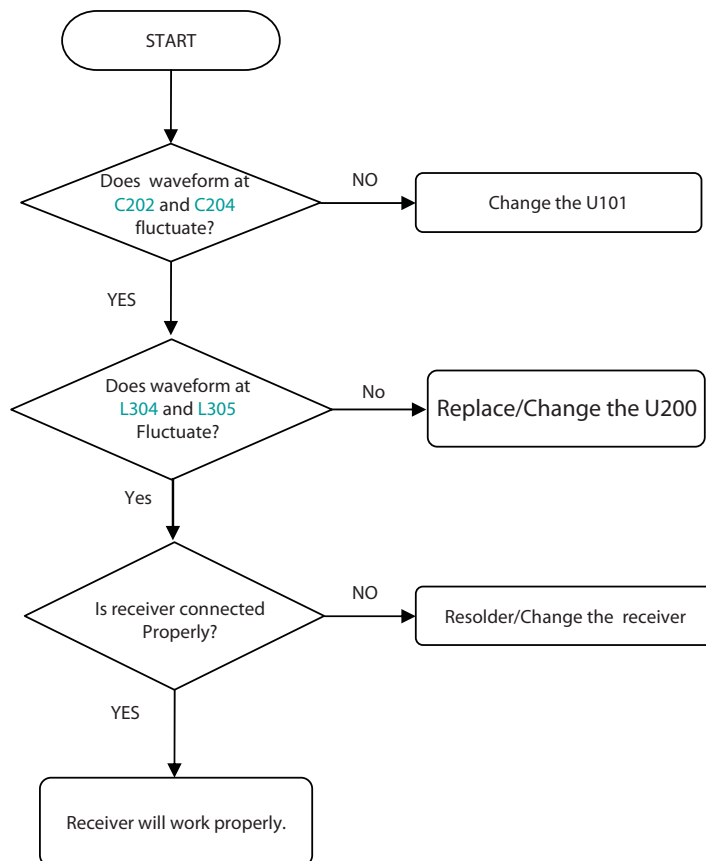 START
Does waveform at
C202 and C204
fluctuate?
NO
Change the U101
YES
Does waveform at
L304 and L305
Fluctuate?
No
Replace/Change the U200
Yes
Is receiver connected
Properly?
NO
Resolder/Change the receiver
YES
Receiver will work properly.